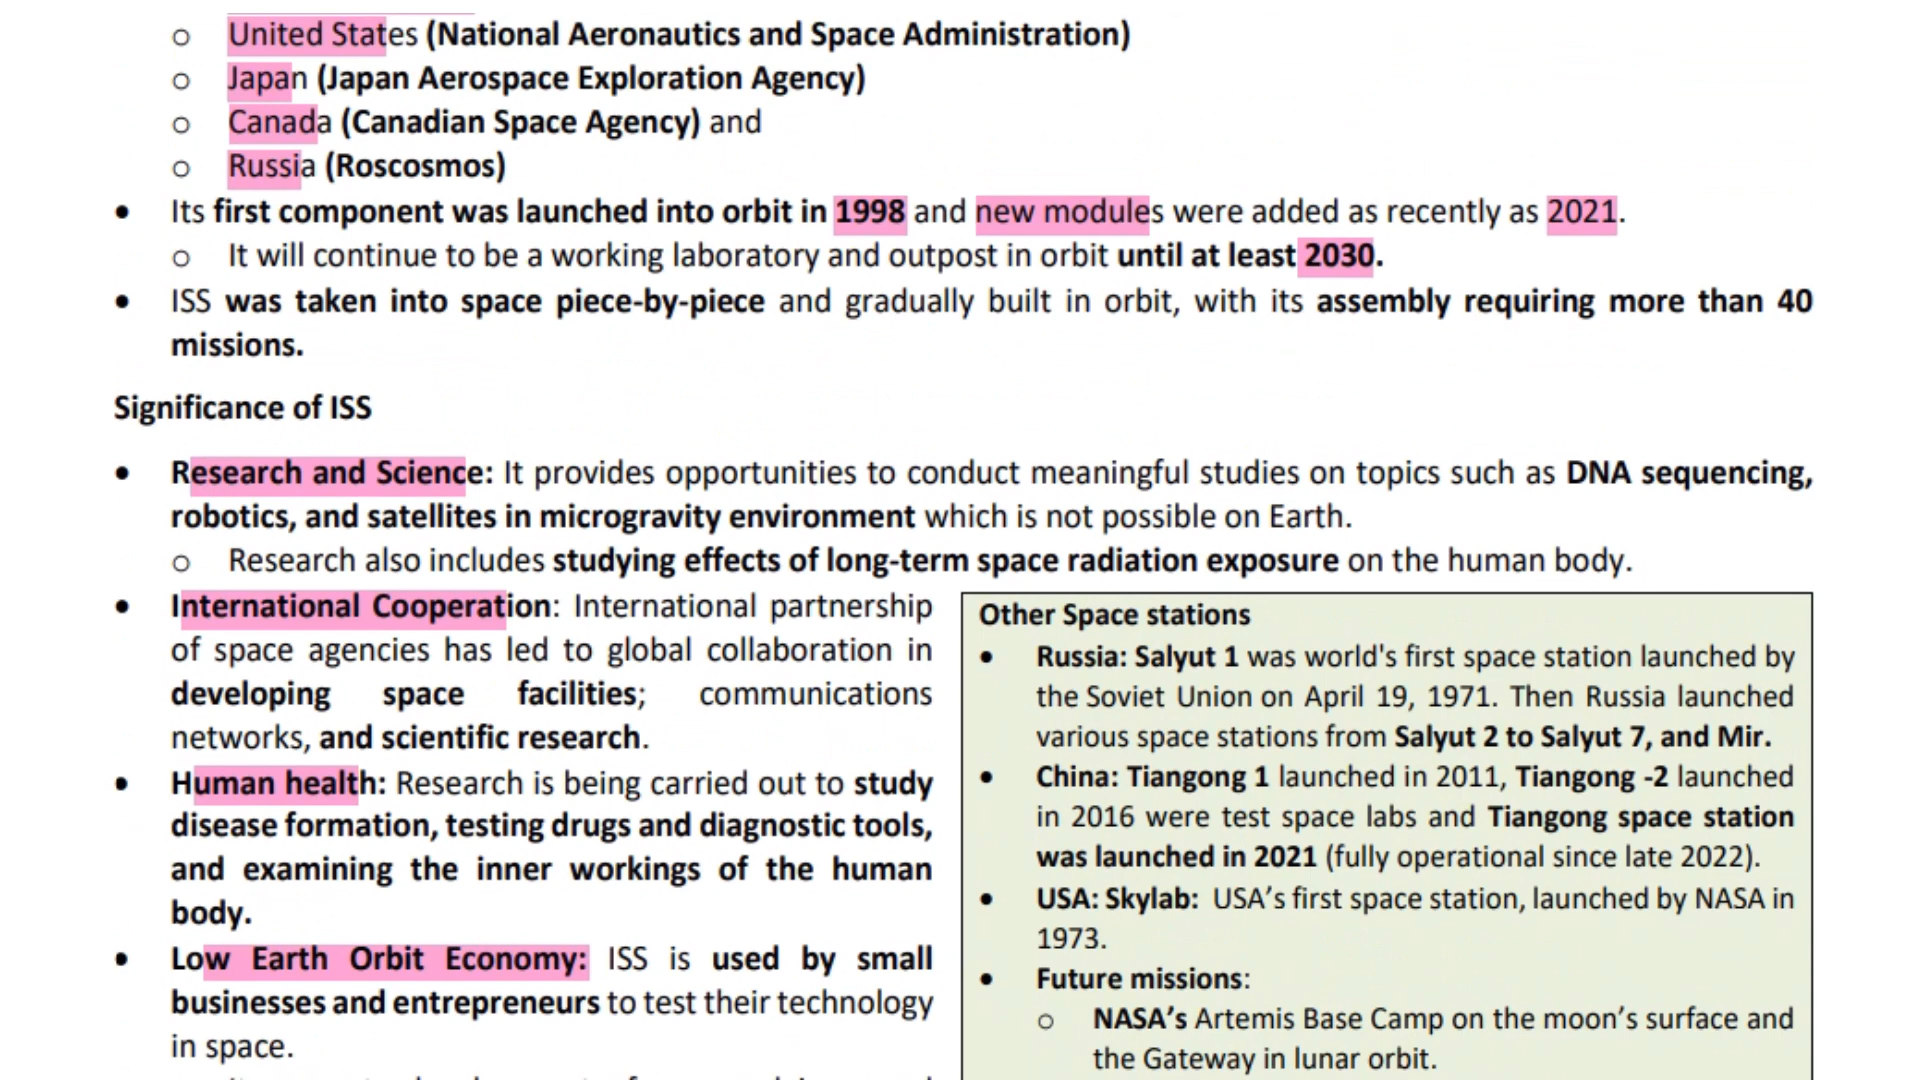 o United States (National Aeronautics and Space Administration)
o Japan (Japan Aerospace Exploration Agency)
o Canada (Canadian Space Agency) and
o Russia (Roscosmos)
• Its first component was launched into orbit in 1998 and new modules were added as recently as 2021.
o It will continue to be a working laboratory and outpost in orbit until at least 2030.
• ISS was taken into space piece-by-piece and gradually built in orbit, with its assembly requiring more than 40
missions.
Significance of ISS
• Research and Science: It provides opportunities to conduct meaningful studies on topics such as DNA sequencing,
robotics, and satellites in microgravity environment which is not possible on Earth.
o Research also includes studying effects of long-term space radiation exposure on the human body.
• International Cooperation: International partnership
of space agencies has led to global collaboration in
developing space facilities; communications
networks, and scientific research.
• Human health: Research is being carried out to study
disease formation, testing drugs and diagnostic tools,
and examining the inner workings of the human
body.
• Low Earth Orbit Economy: ISS is used by small
businesses and entrepreneurs to test their technology
in space.
Other Space stations
• Russia: Salyut 1 was world's first space station launched by
the Soviet Union on April 19, 1971. Then Russia launched
various space stations from Salyut 2 to Salyut 7, and Mir.
• China: Tiangong 1 launched in 2011, Tiangong -2 launched
in 2016 were test space labs and Tiangong space station
was launched in 2021 (fully operational since late 2022).
• USA: Skylab: USA’s first space station, launched by NASA in
1973.
• Future missions:
o NASA’s Artemis Base Camp on the moon’s surface and
the Gateway in lunar orbit.